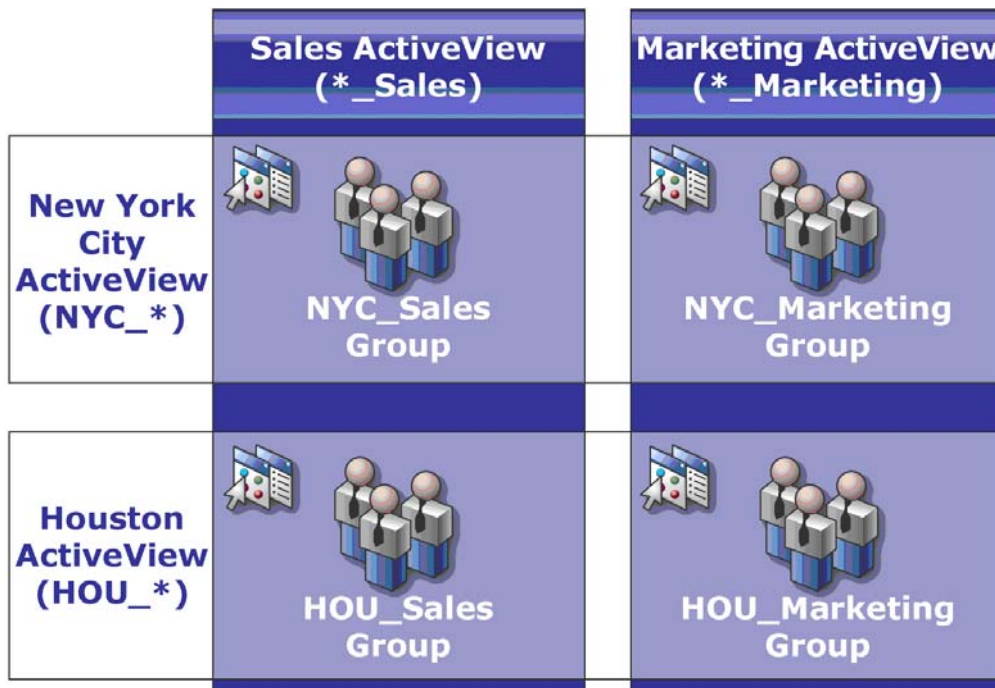 Sales ActiveView
(*_Sales)
Marketing ActiveView
(*_Marketing)
New York
City
ActiveView
(NYC_*)
NYC_Sales
Group
NYC_Marketing
Group
Houston
ActiveView
(HOU_*)
HOU_Sales
Group
HOU_Marketing
Group